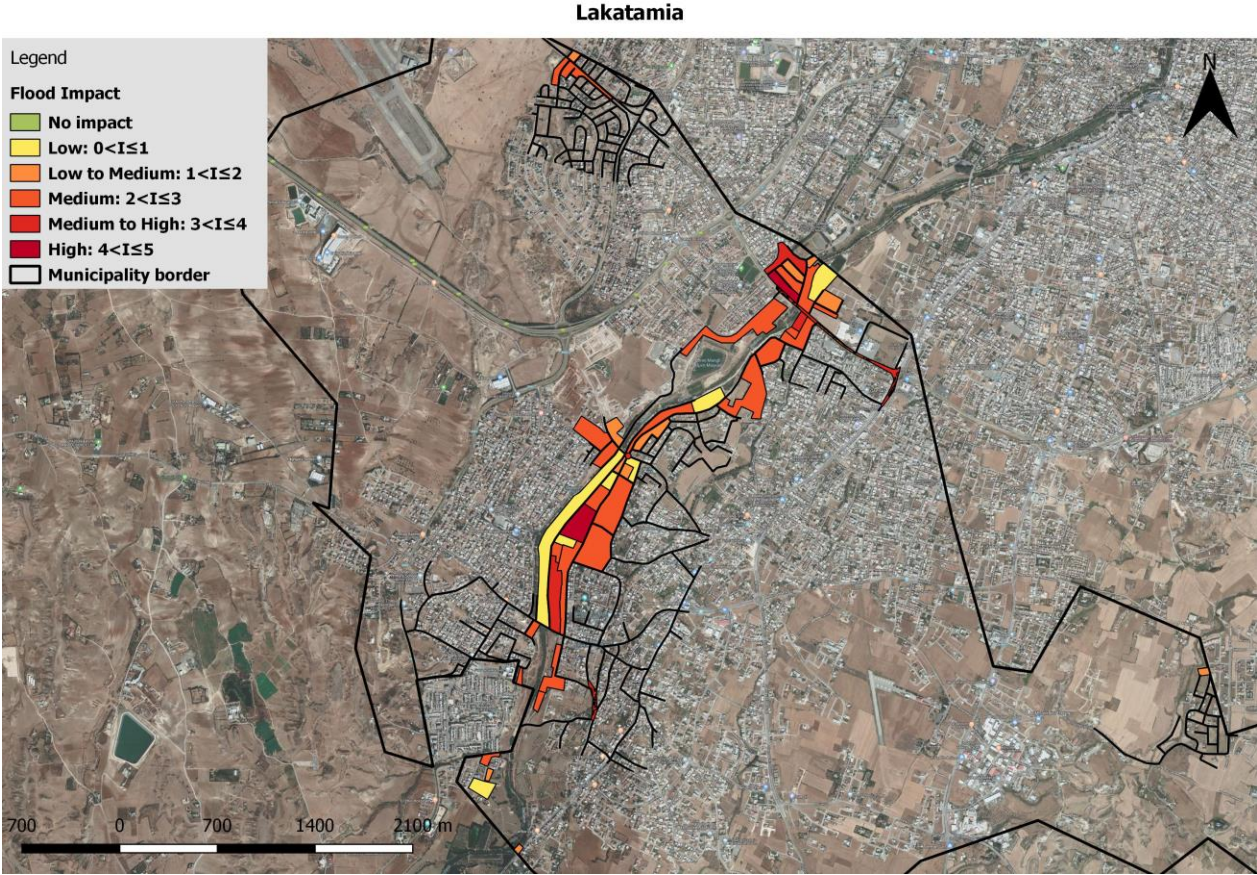 Lakatamia
Legend
Flood Impact
No impact
Low: 0<I≤1
Low to Medium: 1<I≤2
Medium: 2<I≤3
Medium to High: 3<I≤4
High: 4<I≤5
Municipality border
N
700 0 700 1400 2100 m